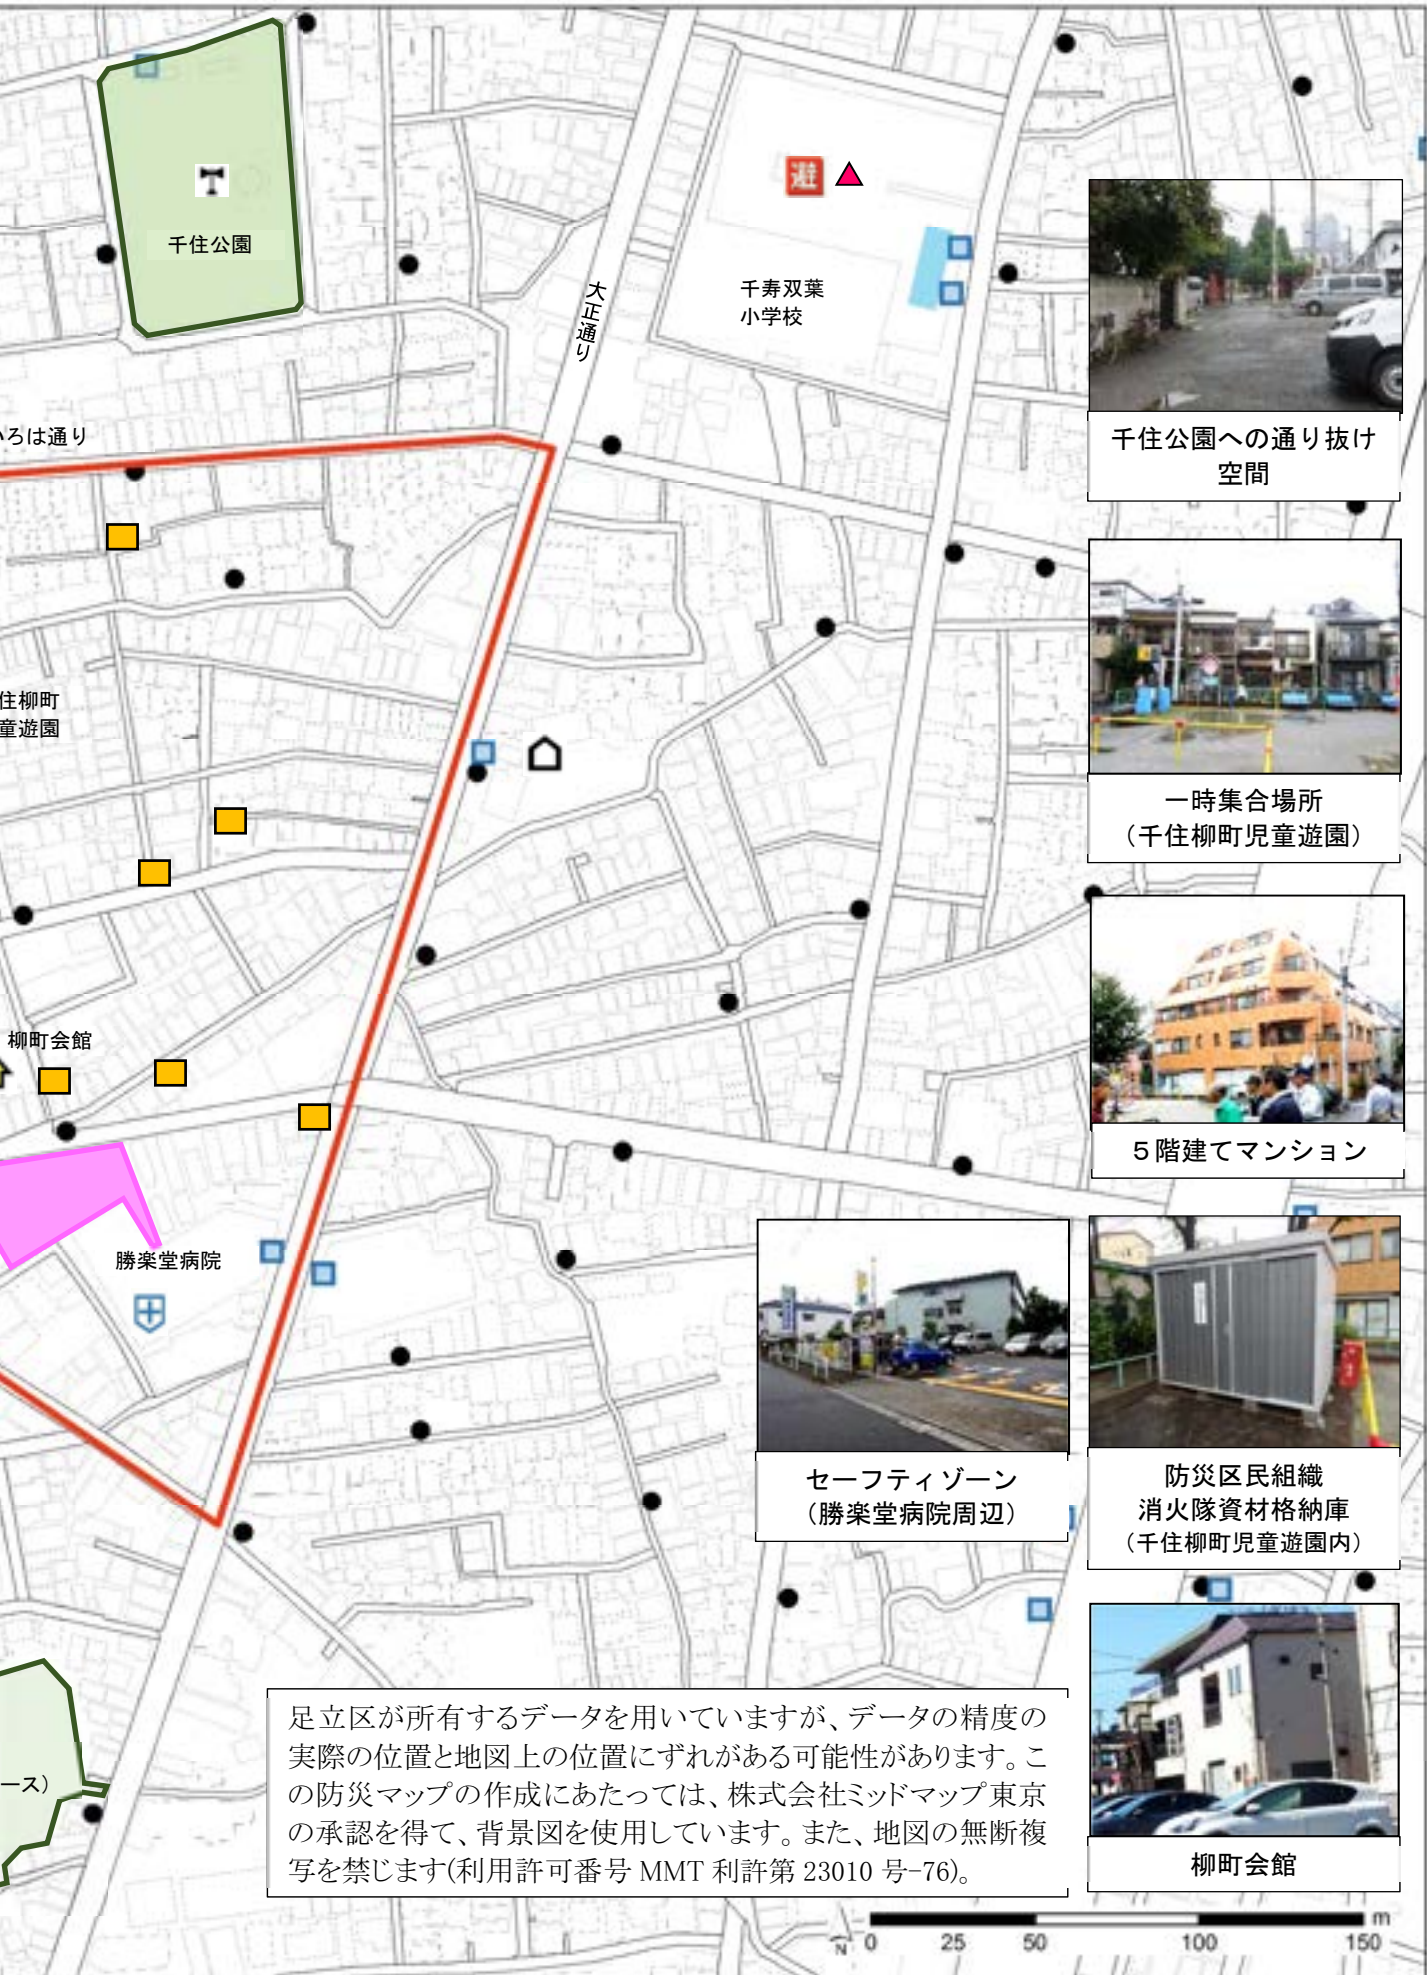 千住公園
避
千寿双葉
小学校
大正通り
ろは通り
千住公園への通り抜け
空間
住柳町
童遊園
一時集合場所
（千住柳町児童遊園）
柳町会館
5階建てマンション
勝楽堂病院
セーフティゾーン
（勝楽堂病院周辺）
防災区民組織
消火隊資材格納庫
（千住柳町児童遊園内）
ース）
足立区が所有するデータを用いていますが、データの精度の
実際の位置と地図上の位置にずれがある可能性があります。こ
の防災マップの作成にあたっては、株式会社ミッドマップ東京
の承認を得て、背景図を使用しています。また、地図の無断複
写を禁じます(利用許可番号 MMT 利許第 23010 号-76)。
柳町会館
N 0 25 50 100 150 m